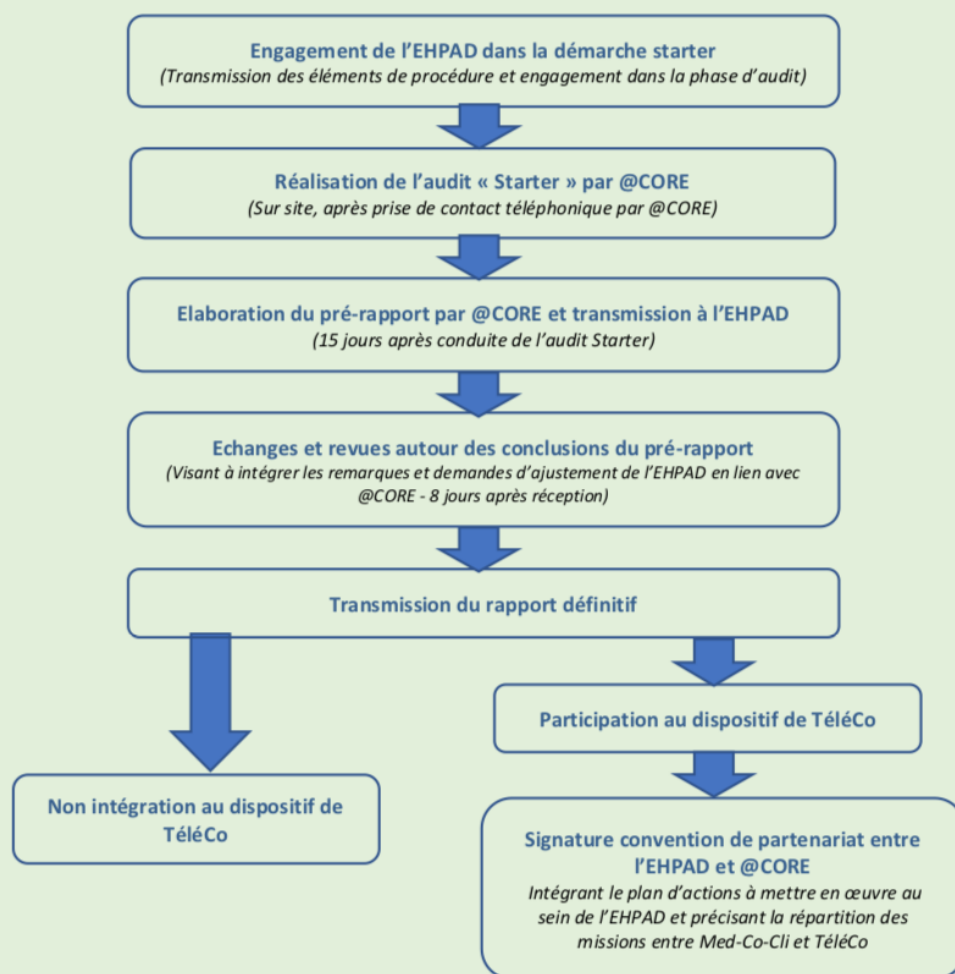 Engagement de l’EHPAD dans la démarche starter
(Transmission des éléments de procédure et engagement dans la phase d’audit)
Réalisation de l’audit « Starter » par @CORE
(Sur site, après prise de contact téléphonique par @CORE)
Elaboration du pré-rapport par @CORE et transmission à l’EHPAD
(15 jours après conduite de l’audit Starter)
Echanges et revues autour des conclusions du pré-rapport
(Visant à intégrer les remarques et demandes d’ajustement de l’EHPAD en lien avec
@CORE - 8 jours après réception)
Transmission du rapport définitif
Participation au dispositif de TéléCo
Non intégration au dispositif de
TéléCo
Signature convention de partenariat entre
l’EHPAD et @CORE
Intégrant le plan d’actions à mettre en œuvre au
sein de l’EHPAD et précisant la répartition des
missions entre Med-Co-Cli et TéléCo